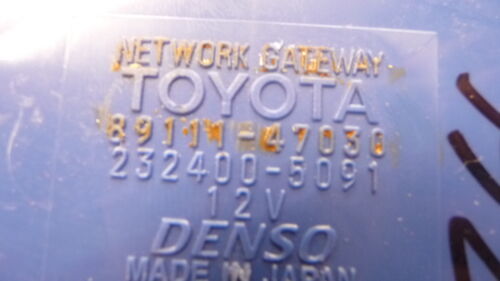 NETWORK GATEWAY
TOYOTA
89111-47030
232400-5091
12V
DENSO
MADE IN JAPAN